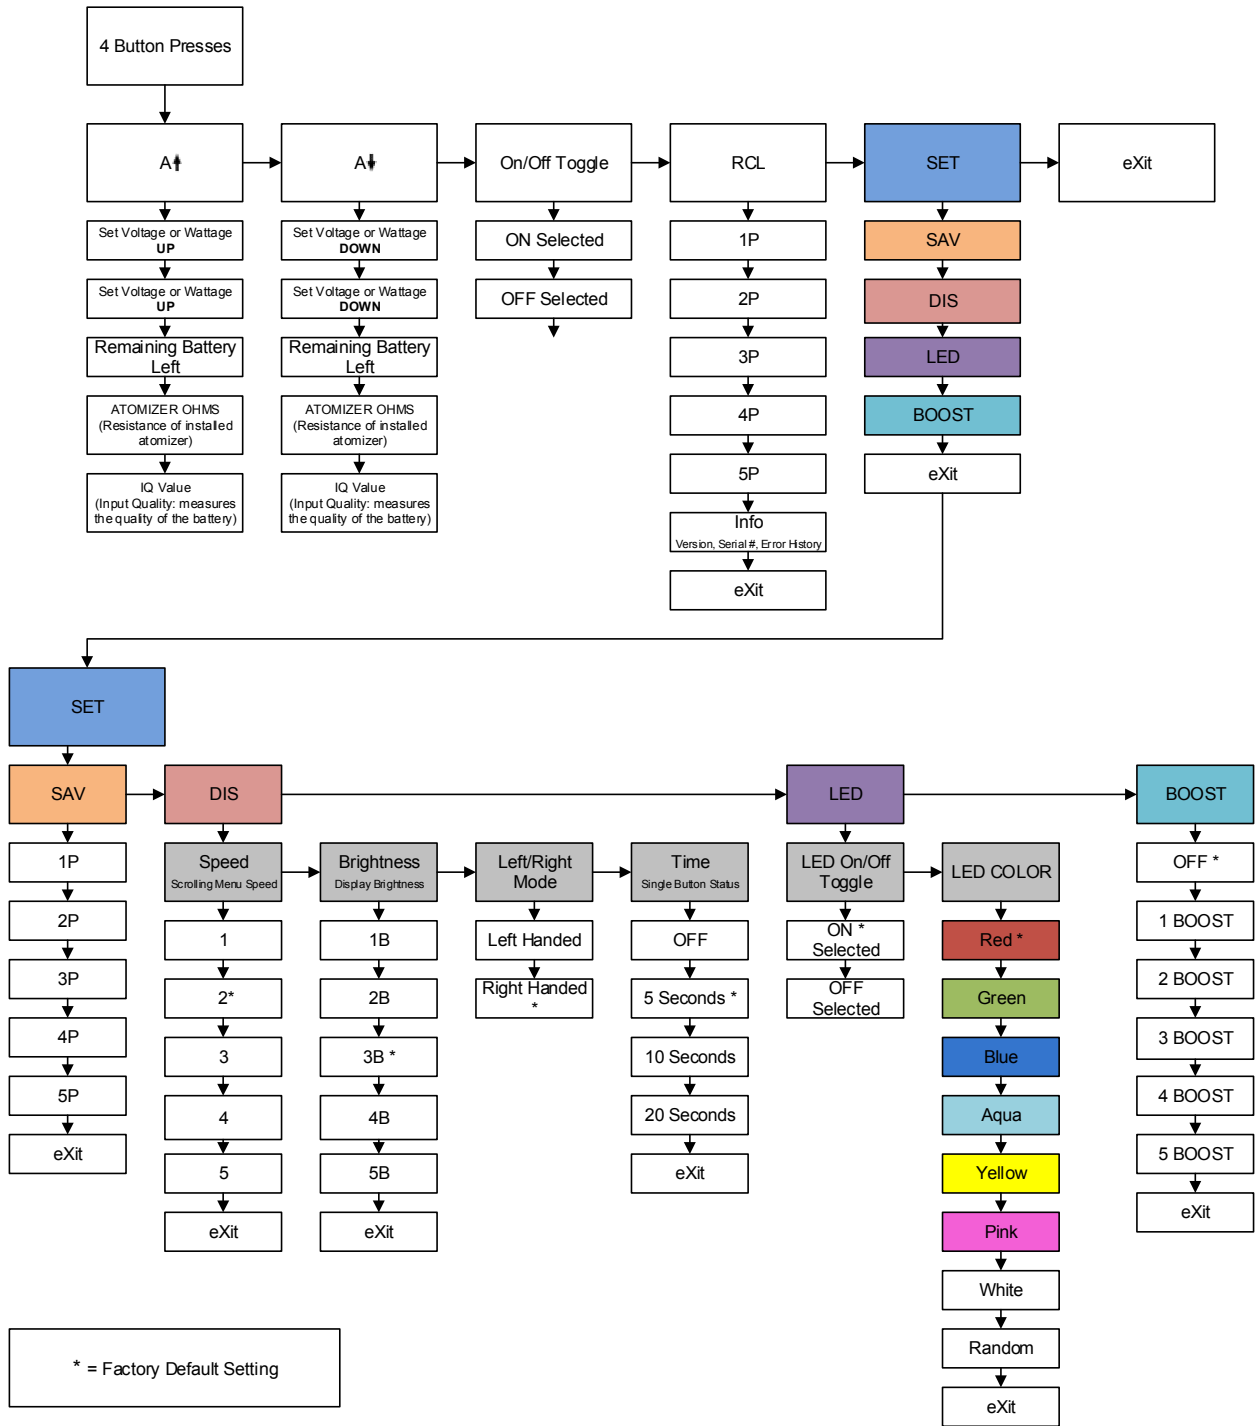 4 Button Presses
A
A
On/Off Toggle
RCL
SET
eXit
Set Voltage or Wattage
UP
Set Voltage or Wattage
UP
Remaining Battery
Left
ATOMIZER OHMS
(Resistance of installed
atomizer)
IQ Value
(Input Quality: measures
the quality of the battery)
Set Voltage or Wattage
DOWN
Set Voltage or Wattage
DOWN
Remaining Battery
Left
ATOMIZER OHMS
(Resistance of installed
atomizer)
IQ Value
(Input Quality: measures
the quality of the battery)
ON Selected
OFF Selected
1P
2P
3P
4P
5P
Info
Version, Serial #, Error History
eXit
SAV
DIS
LED
BOOST
eXit
SET
SAV
DIS
LED
BOOST
1P
2P
3P
4P
5P
eXit
Speed
Scrolling Menu Speed
1
2*
3
4
5
eXit
Brightness
Display Brightness
1B
2B
3B *
4B
5B
eXit
Left/Right
Mode
Left Handed
Right Handed
*
Time
Single Button Status
OFF
5 Seconds *
10 Seconds
20 Seconds
eXit
LED On/Off
Toggle
ON *
Selected
OFF
Selected
LED COLOR
Red *
Green
Blue
Aqua
Yellow
Pink
White
Random
eXit
OFF *
1 BOOST
2 BOOST
3 BOOST
4 BOOST
5 BOOST
eXit
* = Factory Default Setting